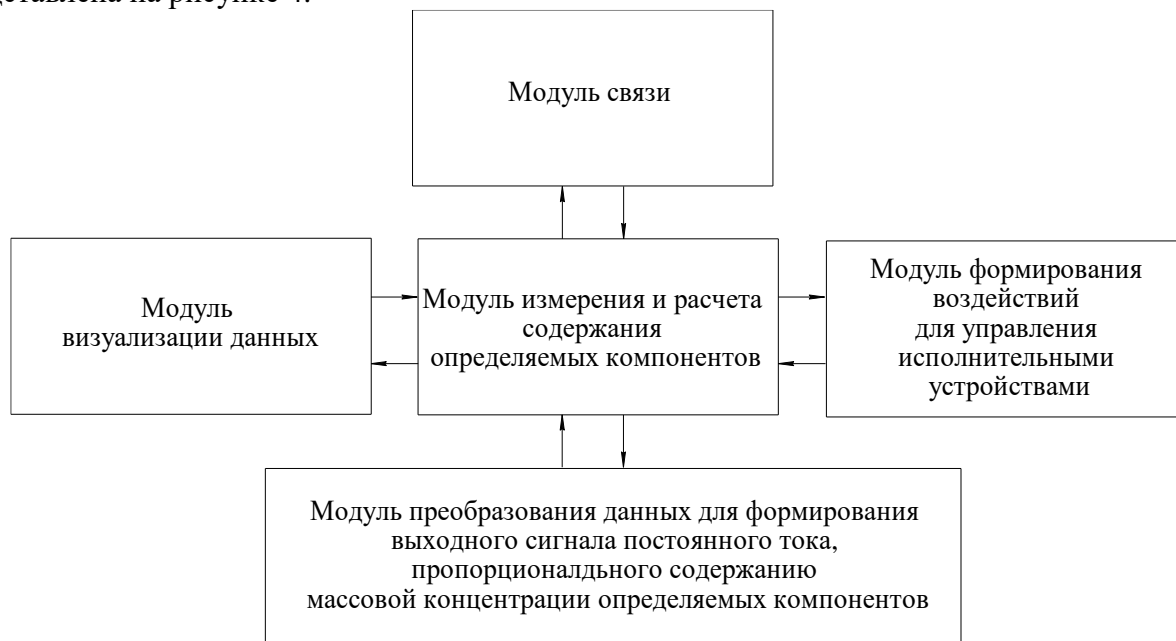 дставлена на рисунке 4.
Модуль связи
Модуль
визуализации данных
Модуль измерения и расчета
содержания
определяемых компонентов
Модуль формирования
воздействий
для управления
исполнительными
устройствами
Модуль преобразования данных для формирования
выходного сигнала постоянного тока,
пропорционалдьного содержанию
массовой концентрации определяемых компонентов